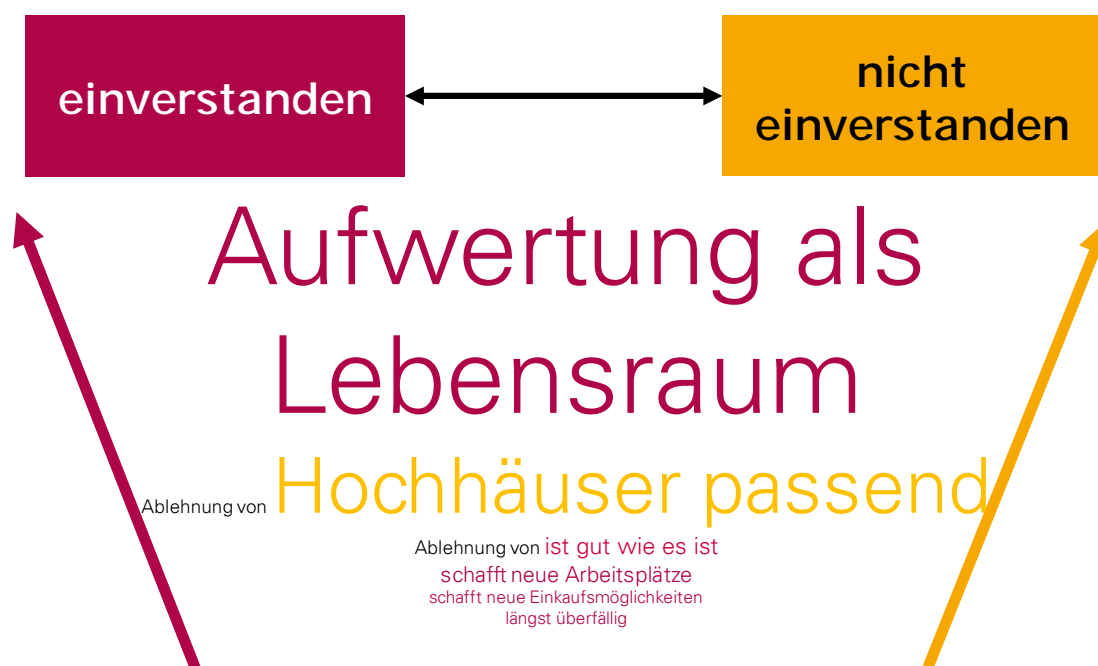 einverstanden
nicht
einverstanden
Aufwertung als
Lebensraum
Ablehnung von Hochhäuser passend
Ablehnung von ist gut wie es ist
schafft neue Arbeitsplätze
schafft neue Einkaufsmöglichkeiten
längst überfällig